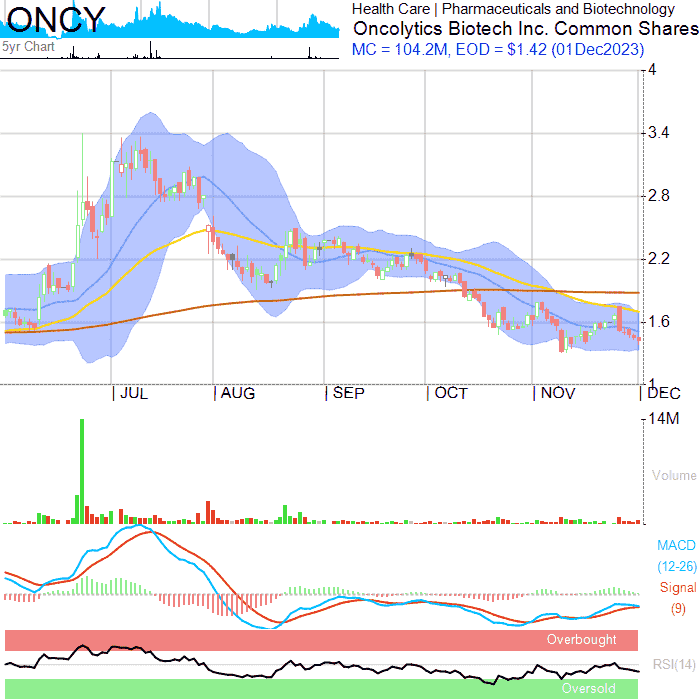 ONCY
5yr Chart
Health Care | Pharmaceuticals and Biotechnology
Oncolytics Biotech Inc. Common Shares
MC = 104.2M, EOD = $1.42 (01Dec2023)
4
3.4
2.8
2.2
1.6
1
JUL
AUG
SEP
OCT
NOV
DEC
14M
Volume
MACD
(12-26)
Signal
(9)
Overbought
RSI(14)
Oversold